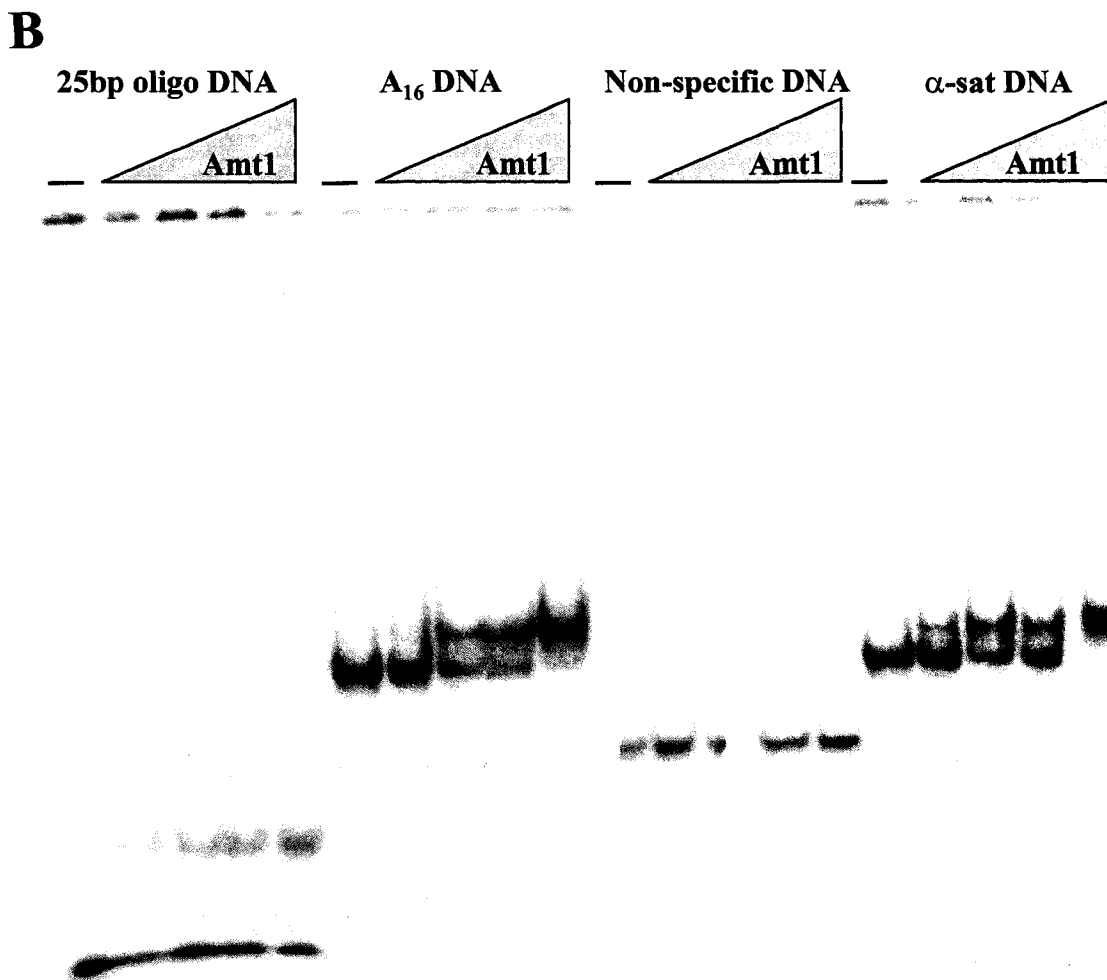 B
25bp oligo DNA A₁₆ DNA Non-specific DNA α-sat DNA
Amt1 Amt1 Amt1 Amt1